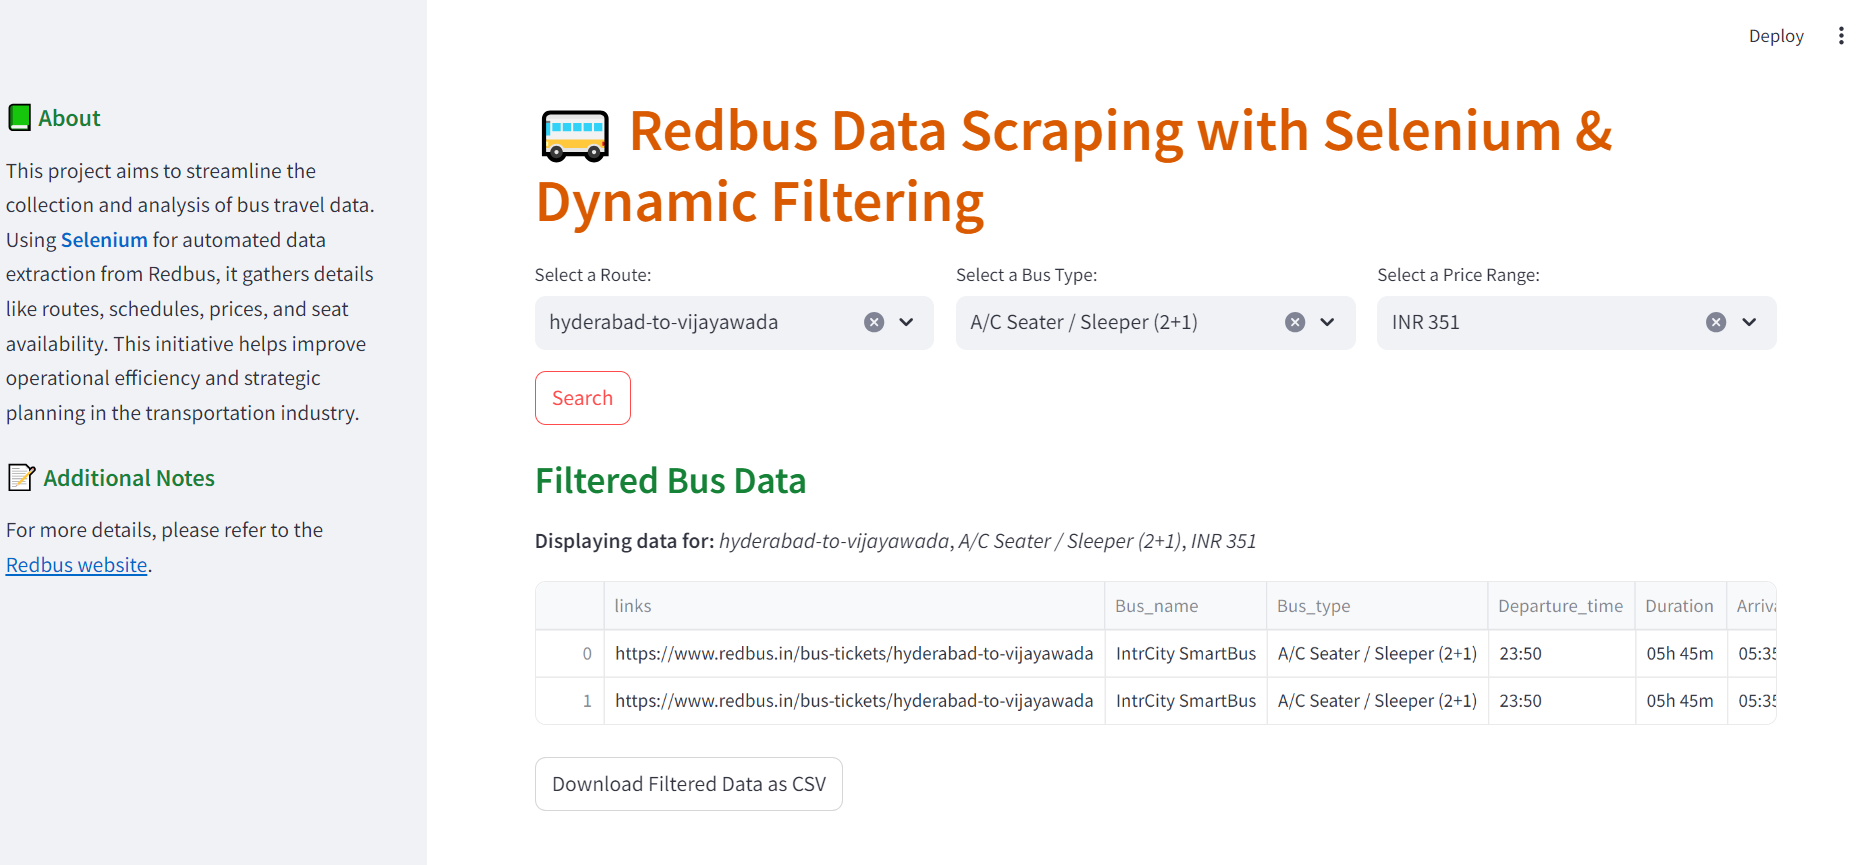 Deploy
About
This project aims to streamline the
collection and analysis of bus travel data.
Using Selenium for automated data
extraction from Redbus, it gathers details
like routes, schedules, prices, and seat
availability. This initiative helps improve
operational efficiency and strategic
planning in the transportation industry.
Additional Notes
For more details, please refer to the
Redbus website.
Redbus Data Scraping with Selenium &
Dynamic Filtering
Select a Route: Select a Bus Type: Select a Price Range:
hyderabad-to-vijayawada A/C Seater / Sleeper (2+1) INR 351
Search
Filtered Bus Data
Displaying data for: hyderabad-to-vijayawada, A/C Seater / Sleeper (2+1), INR 351
links Bus_name Bus_type Departure_time Duration
0 https://www.redbus.in/bus-tickets/hyderabad-to-vijayawada IntrCity SmartBus A/C Seater / Sleeper (2+1) 23:50 05h 45m 05:35
1 https://www.redbus.in/bus-tickets/hyderabad-to-vijayawada IntrCity SmartBus A/C Seater / Sleeper (2+1) 23:50 05h 45m 05:35
Download Filtered Data as CSV